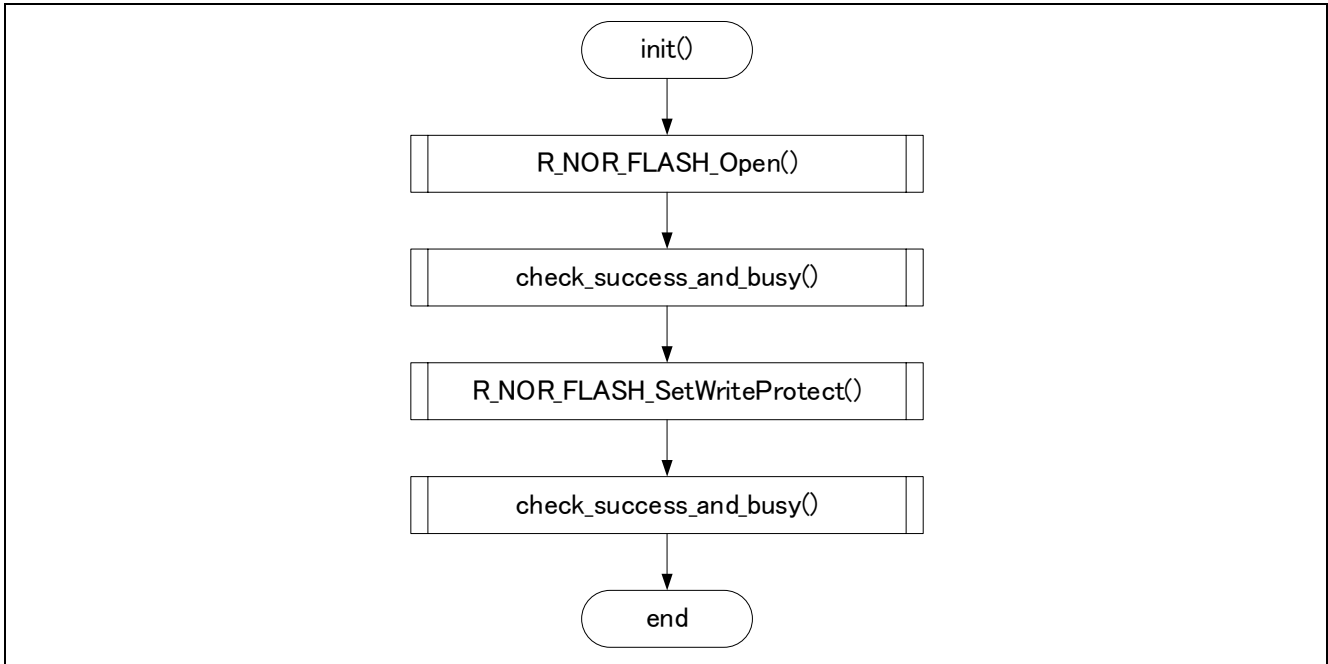 init()
R_NOR_FLASH_Open()
check_success_and_busy()
R_NOR_FLASH_SetWriteProtect()
check_success_and_busy()
end